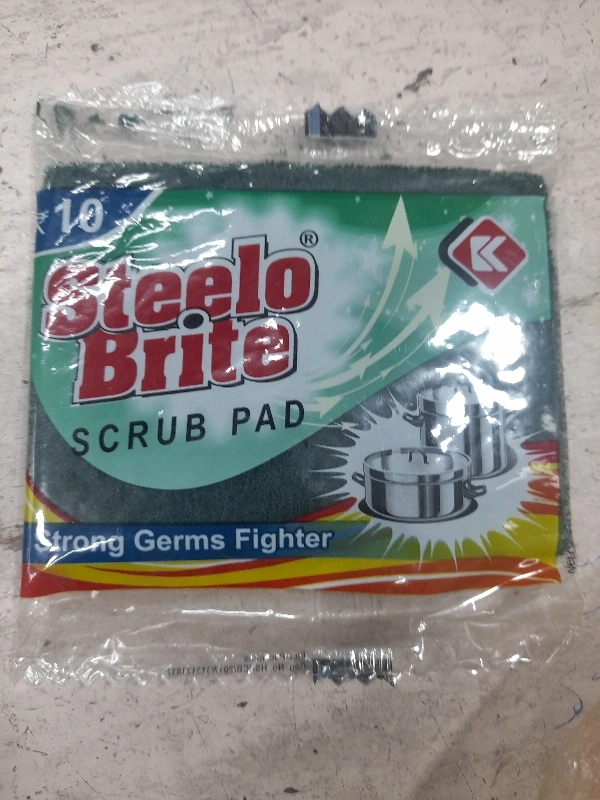 ₹ 10
Steelo®
Brite
SCRUB PAD
Strong Germs Fighter